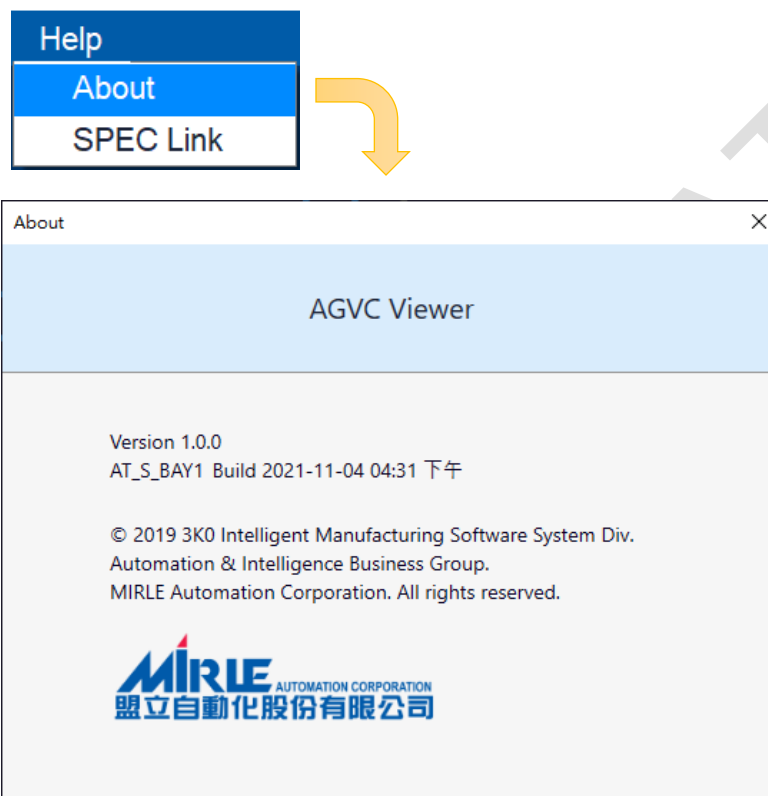 Help
About
SPEC Link
About
AGVC Viewer
Version 1.0.0
AT_S_BAY1 Build 2021-11-04 04:31 下午
© 2019 3K0 Intelligent Manufacturing Software System Div.
Automation & Intelligence Business Group.
MIRLE Automation Corporation. All rights reserved.
MIRLE AUTOMATION CORPORATION
盟立自動化股份有限公司